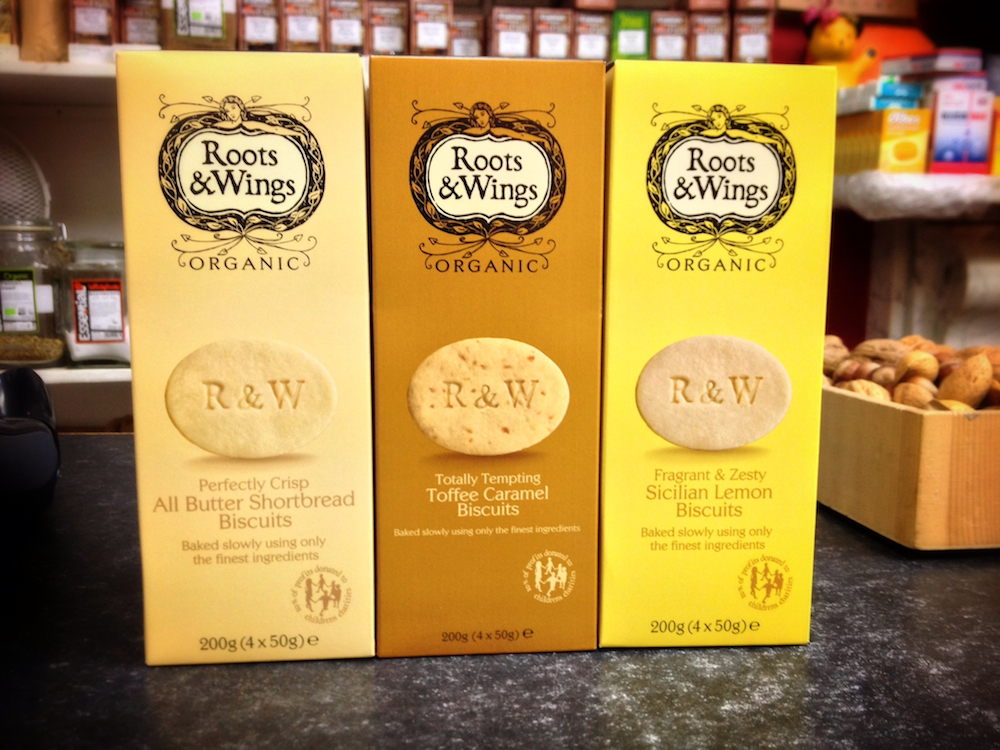 Roots
&Wings
ORGANIC
R & W
Perfectly Crisp
All Butter Shortbread
Biscuits
Baked slowly using only
the finest ingredients
200g (4 x 50g) e
Roots
&Wings
ORGANIC
R & W
Totally Tempting
Toffee Caramel
Biscuits
Baked slowly using only the finest ingredients
200g (4 x 50g) e
Roots
&Wings
ORGANIC
R & W
Fragrant & Zesty
Sicilian Lemon
Biscuits
Baked slowly using only
the finest ingredients
200g (4 x 50g) e
ESSENTIAL